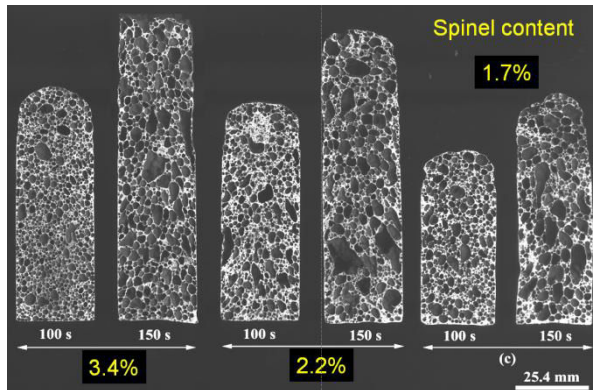 Spinel content
1.7%
100 s
150 s
100 s
150 s
100 s
150 s
3.4%
2.2%
(c)
25.4 mm